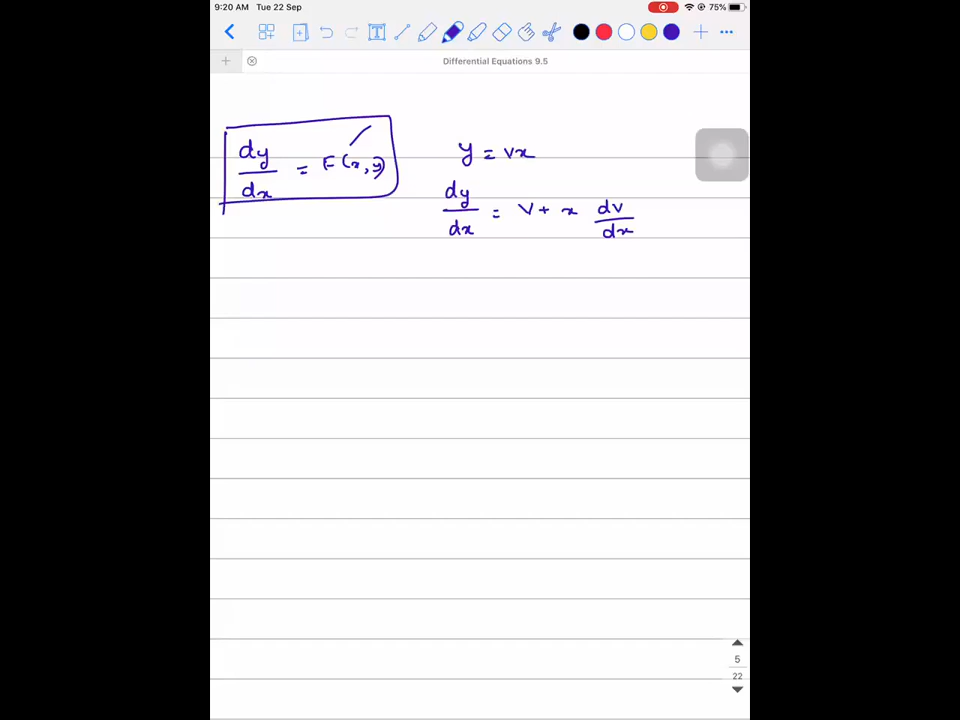 9:20 AM Tue 22 Sep 75%
Differential Equations 9.5
dy/dx = F(x, y)
y = vx
dy/dx = v + x dv/dx
5
22